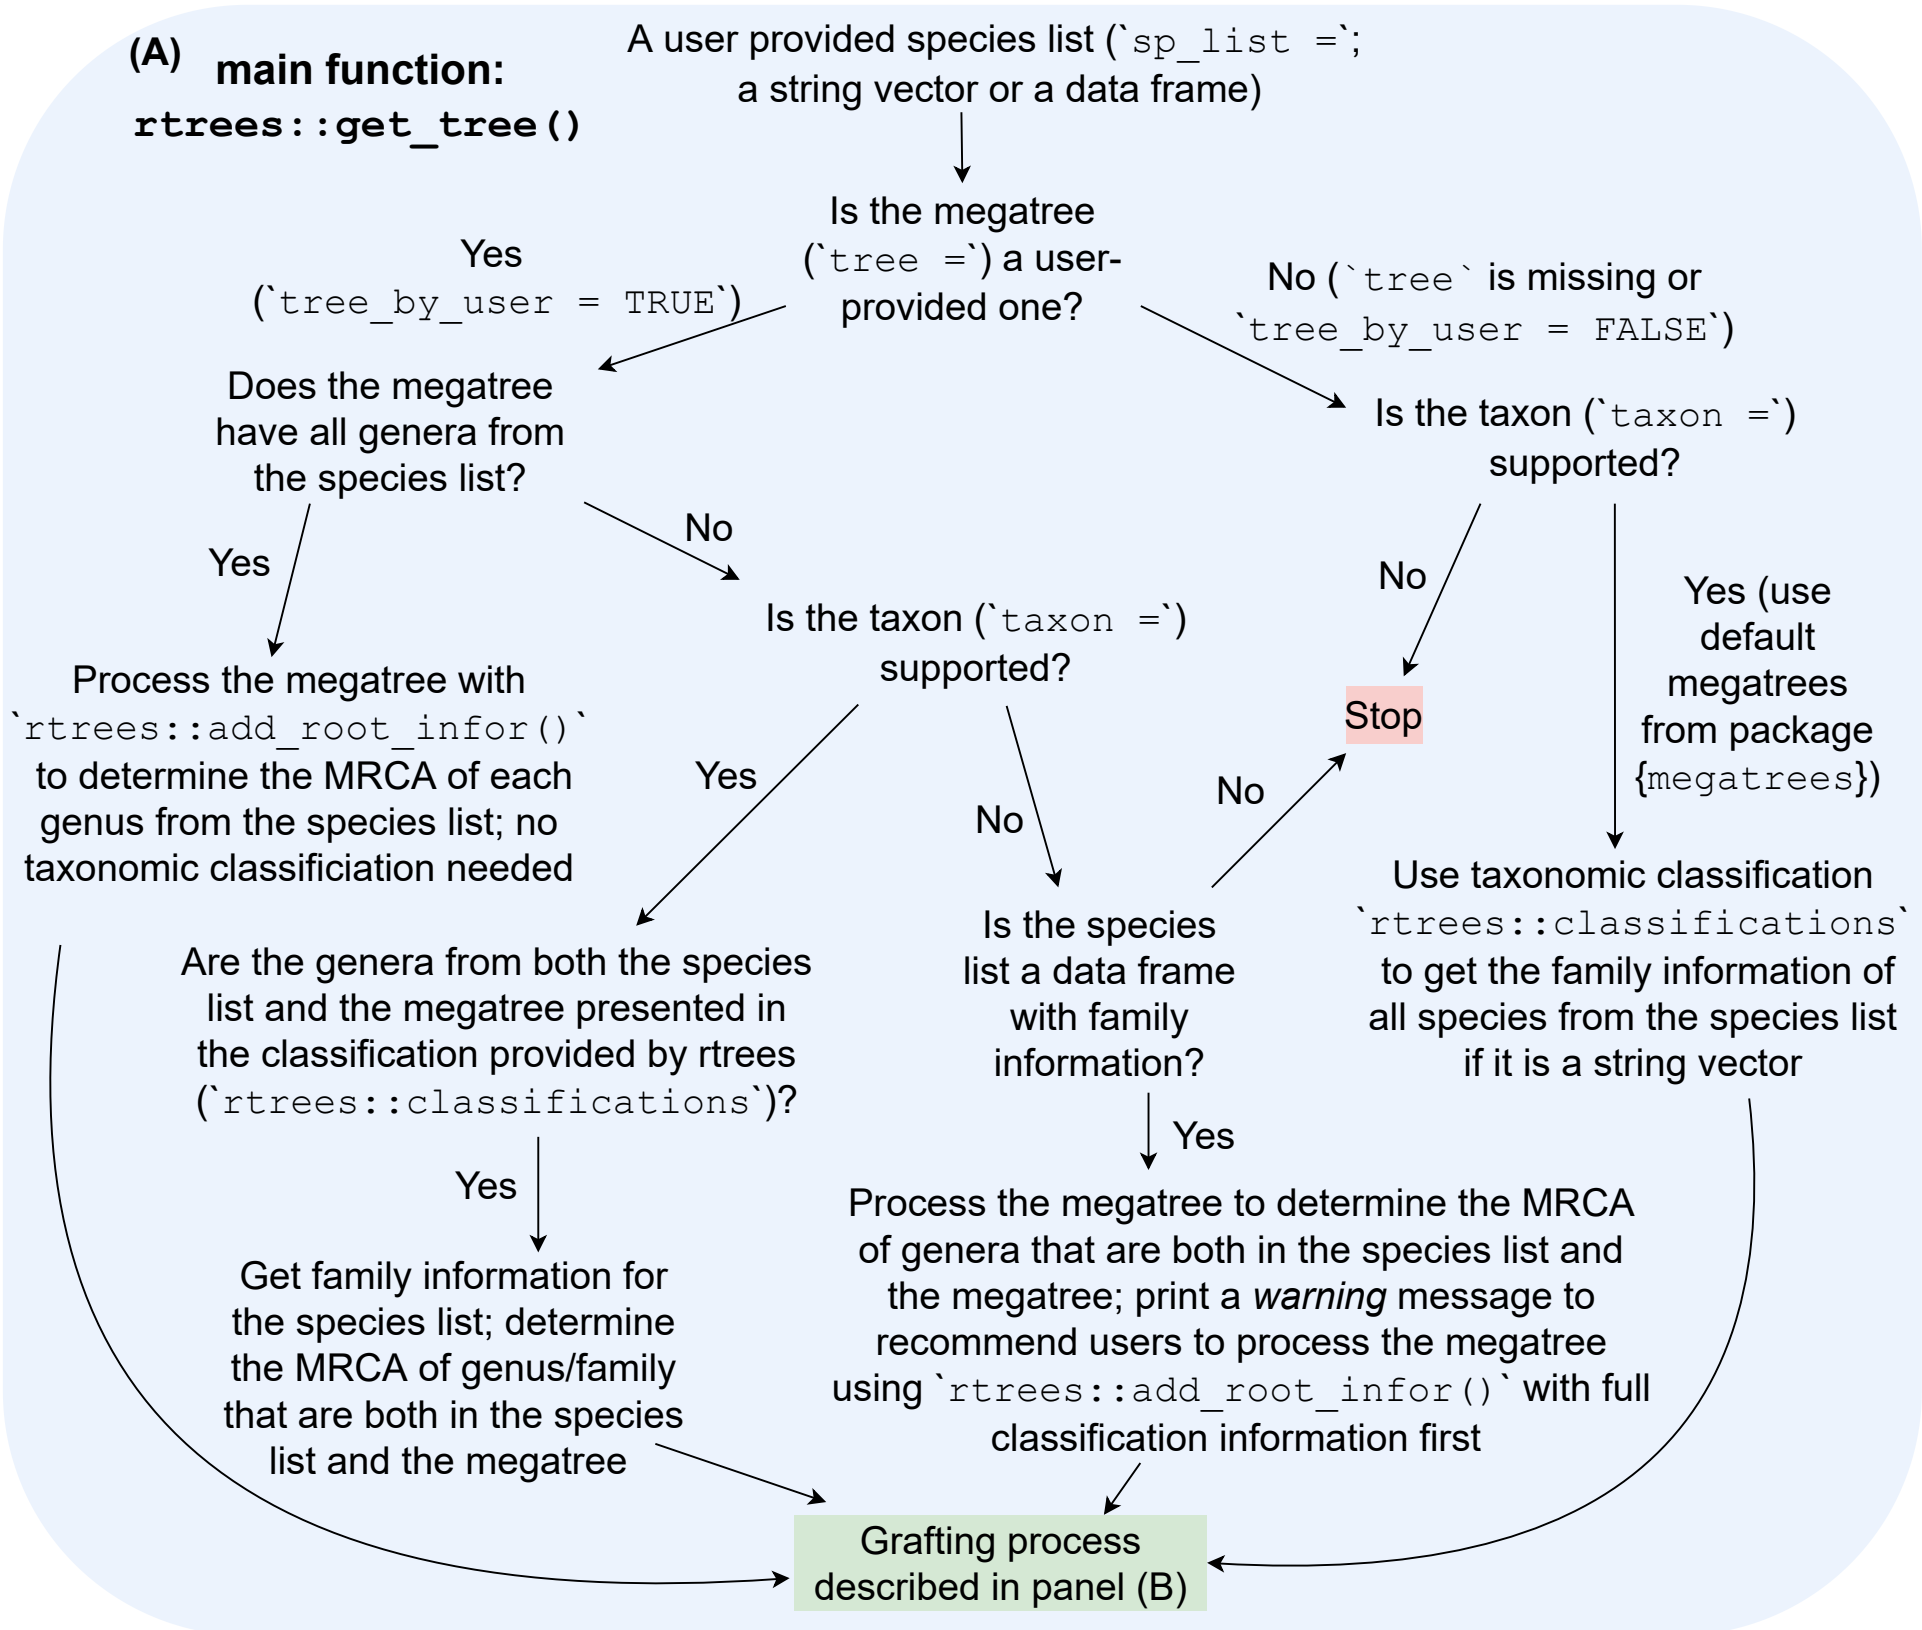 (A)
main function:
rtrees::get_tree()
A user provided species list (`sp_list =`;
a string vector or a data frame)
Is the megatree
(`tree =`) a user-
provided one?
Yes
(`tree_by_user = TRUE`)
No (`tree` is missing or
`tree_by_user = FALSE`)
Does the megatree
have all genera from
the species list?
Is the taxon (`taxon =`)
supported?
Yes
No
No
Yes (use
default
megatrees
from package
{megatrees})
Is the taxon (`taxon =`)
supported?
Process the megatree with
`rtrees::add_root_infor()`
to determine the MRCA of each
genus from the species list; no
taxonomic classificiation needed
Stop
Yes
No
No
Use taxonomic classification
`rtrees::classifications`
to get the family information of
all species from the species list
if it is a string vector
Are the genera from both the species
list and the megatree presented in
the classification provided by rtrees
(`rtrees::classifications`)?
Is the species
list a data frame
with family
information?
Yes
Yes
Get family information for
the species list; determine
the MRCA of genus/family
that are both in the species
list and the megatree
Process the megatree to determine the MRCA
of genera that are both in the species list and
the megatree; print a warning message to
recommend users to process the megatree
using `rtrees::add_root_infor()` with full
classification information first
Grafting process
described in panel (B)